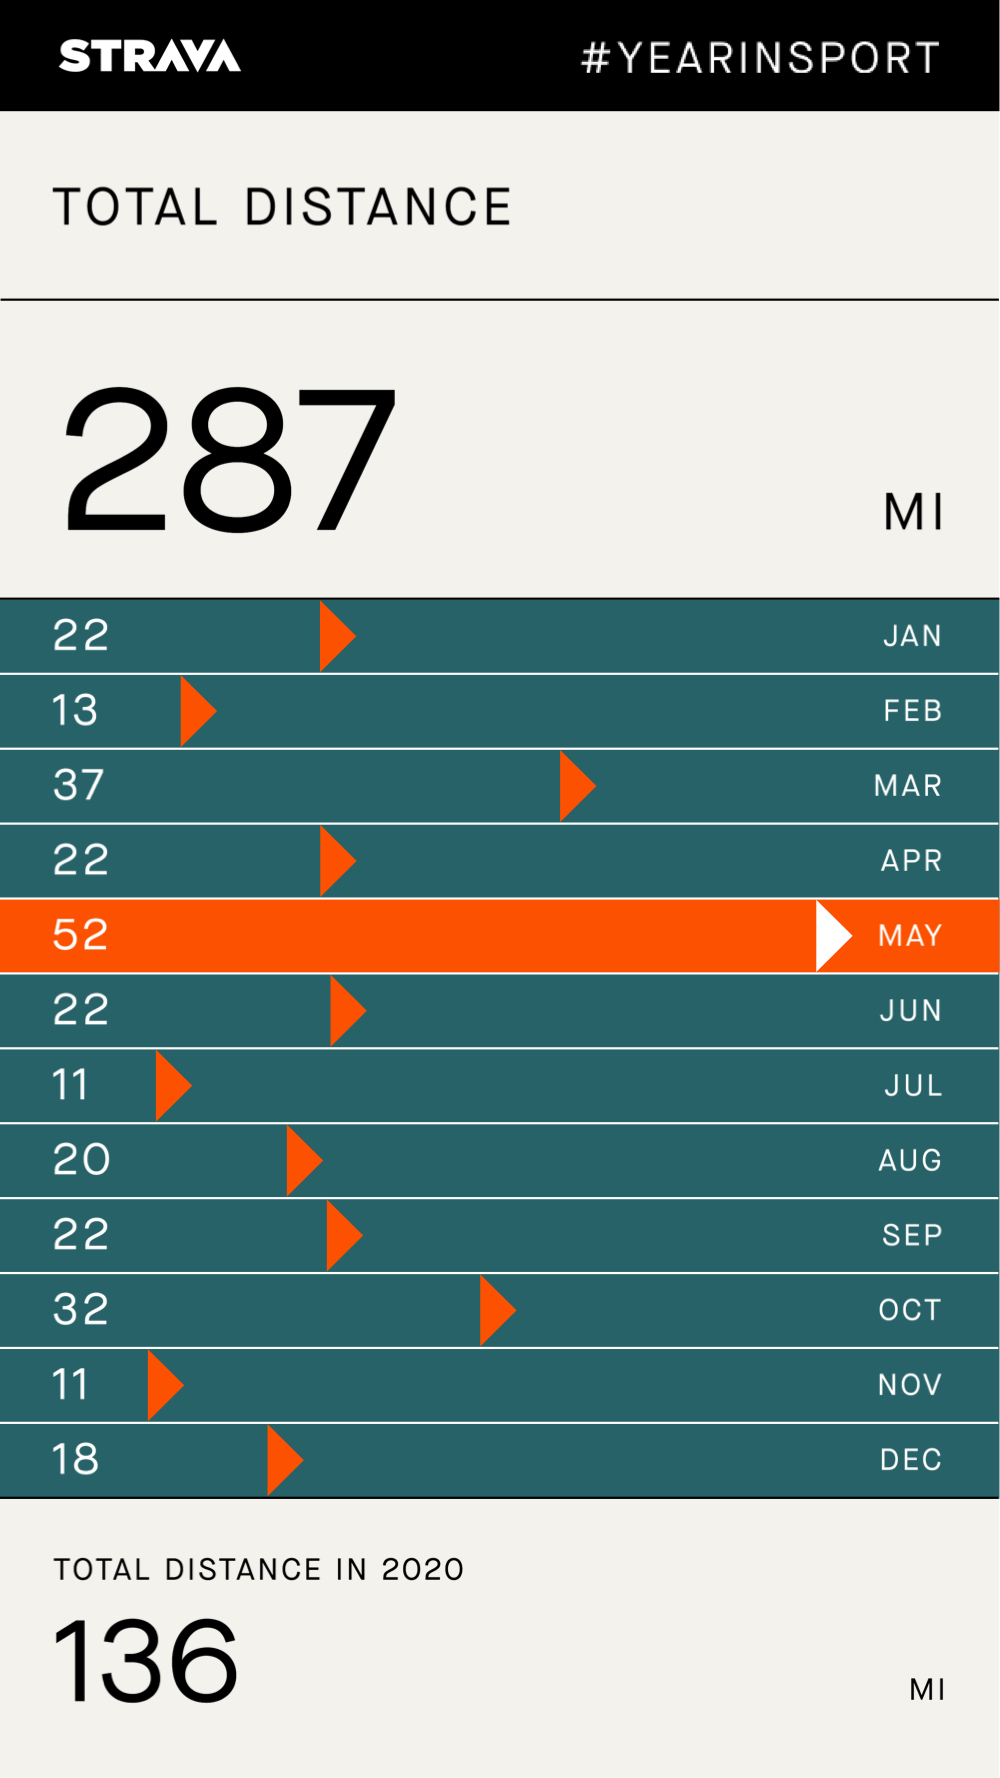 STRAVA #YEARINSPORT
TOTAL DISTANCE
287 MI
22 JAN
13 FEB
37 MAR
22 APR
52 MAY
22 JUN
11 JUL
20 AUG
22 SEP
32 OCT
11 NOV
18 DEC
TOTAL DISTANCE IN 2020
136 MI